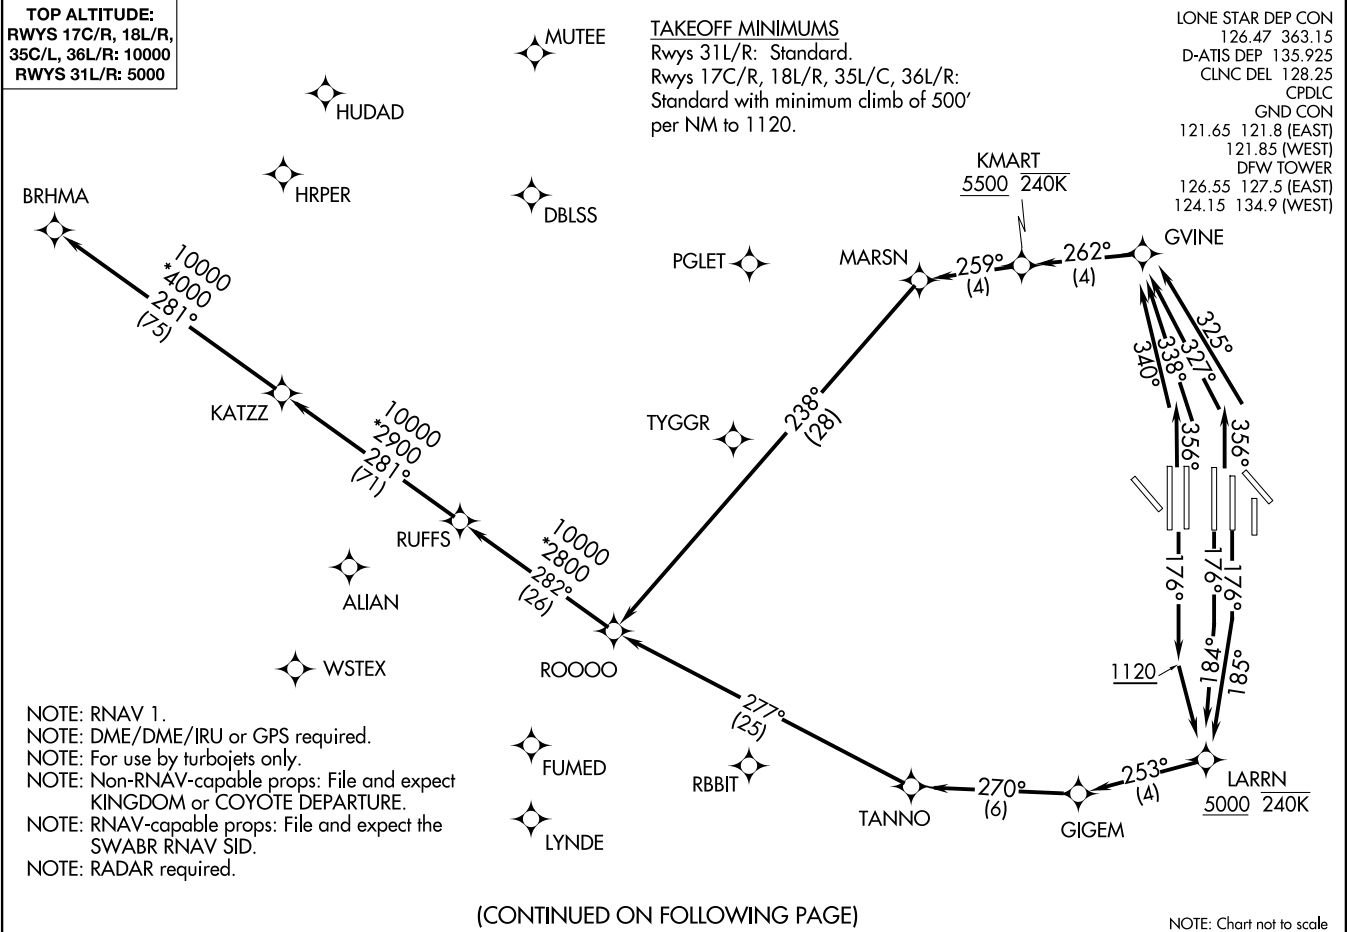 TOP ALTITUDE:
RWYS 17C/R, 18L/R,
35C/L, 36L/R: 10000
RWYS 31L/R: 5000
TAKEOFF MINIMUMS
Rwys 31L/R: Standard.
Rwys 17C/R, 18L/R, 35L/C, 36L/R:
Standard with minimum climb of 500'
per NM to 1120.
LONE STAR DEP CON
126.47 363.15
D-ATIS DEP 135.925
CLNC DEL 128.25
CPDLC
GND CON
121.65 121.8 (EAST)
121.85 (WEST)
DFW TOWER
126.55 127.5 (EAST)
124.15 134.9 (WEST)
MUTEE
HUDAD
HRPER
DBLSS
BRHMA
PGLET
MARSN
KMART
5500 240K
GVINE
259°
(4)
262°
(4)
10000
*4000
281°
(75)
KATZZ
10000
*2900
281°
(71)
RUFFS
10000
*2800
282°
(26)
ROOOO
TYGGR
238°
(28)
340°
338°
327°
325°
356°
356°
176°
176°
176°
1120
184°
185°
ALIAN
WSTEX
277°
(25)
FUMED
RBBIT
LYNDE
TANNO
270°
(6)
GIGEM
253°
(4)
LARRN
5000 240K
NOTE: RNAV 1.
NOTE: DME/DME/IRU or GPS required.
NOTE: For use by turbojets only.
NOTE: Non-RNAV-capable props: File and expect
KINGDOM or COYOTE DEPARTURE.
NOTE: RNAV-capable props: File and expect the
SWABR RNAV SID.
NOTE: RADAR required.
(CONTINUED ON FOLLOWING PAGE)
NOTE: Chart not to scale